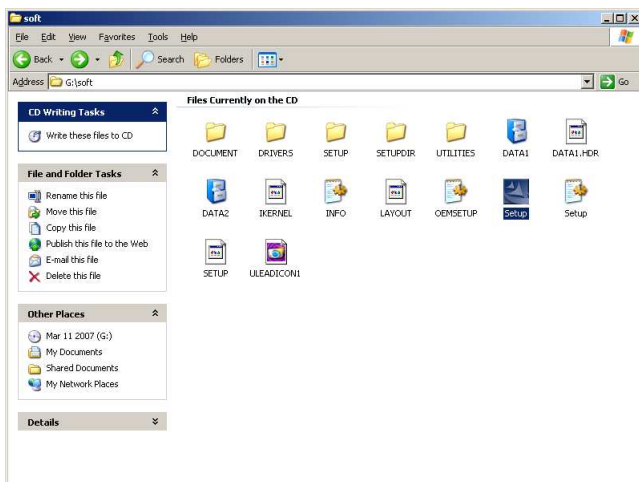 soft
File Edit View Favorites Tools Help
Back Search Folders
Address G:\soft Go
Files Currently on the CD
CD Writing Tasks
Write these files to CD
File and Folder Tasks
Rename this file
Move this file
Copy this file
Publish this file to the Web
E-mail this file
Delete this file
Other Places
Mar 11 2007 (G:)
My Documents
Shared Documents
My Network Places
Details
DOCUMENT DRIVERS SETUP SETUPDIR UTILITIES DATA1 DATA1.HDR
DATA2 IKERNEL INFO LAYOUT OEMSETUP Setup Setup
SETUP ULEADICON1